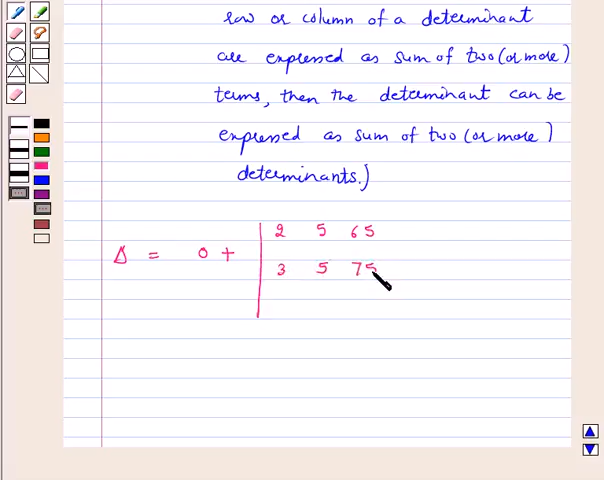 row or column of a determinant
are expressed as sum of two (or more)
terms, then the determinant can be
expressed as sum of two (or more)
determinants.)
2 5 65
Δ = 0 +
3 5 75